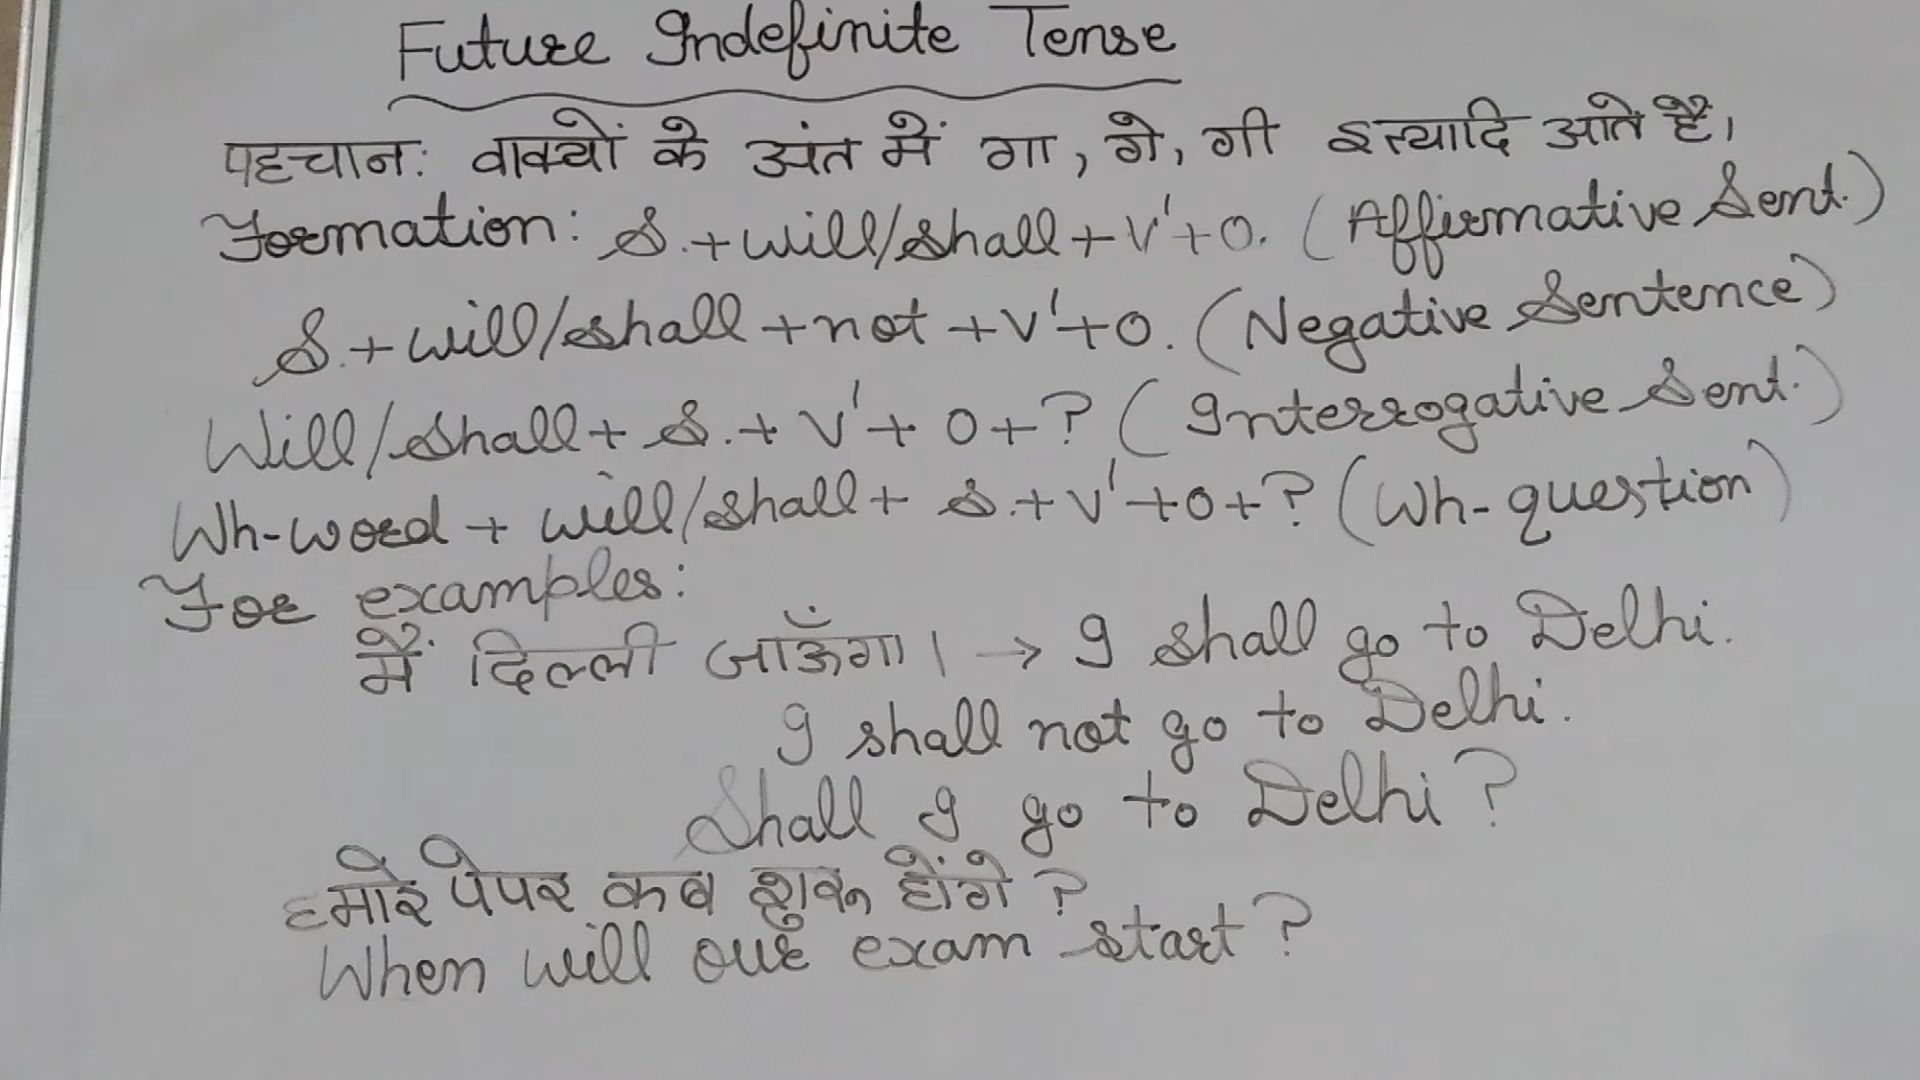 Future Indefinite Tense
पहचान: वाक्यों के अंत में गा, गे, गी इत्यादि आते है।
Formation: S.+will/shall+V¹+O. (Affirmative Sent.)
S.+will/shall+not+V¹+O. (Negative Sentence)
Will/shall+ S.+ V¹+ O+? (Interrogative Sent.)
Wh-word + will/shall+ S.+V¹+O+? (Wh-question)
For examples:
मैं दिल्ली जाऊँगा। → I shall go to Delhi.
I shall not go to Delhi.
Shall I go to Delhi?
हमारे पेपर कब शुरू होंगे?
When will our exam start?